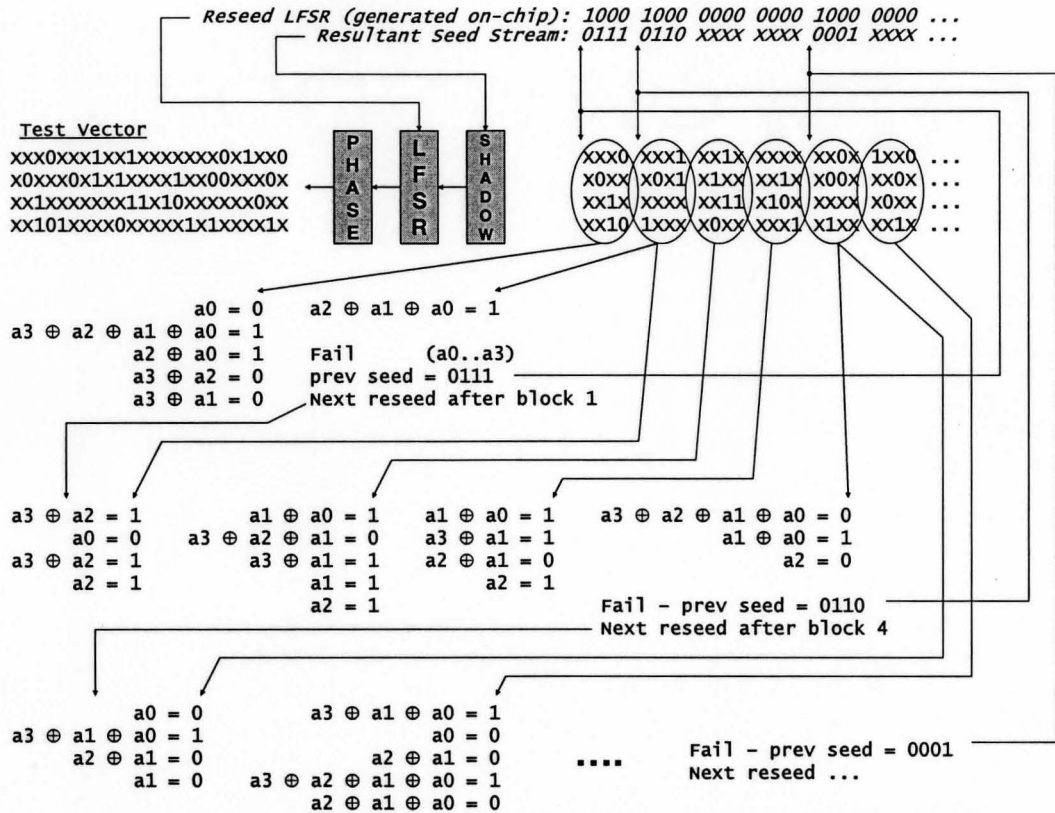 Reseed LFSR (generated on-chip): 1000 1000 0000 0000 1000 0000 ...
Resultant Seed Stream: 0111 0110 xxxx xxxx 0001 xxxx ...
Test Vector
xxx0xxx1xx1xxxxxxx0x1xx0
x0xxx0x1x1xxxx1xx00xxx0x
xx1xxxxxxx11x10xxxxxx0xx
xx101xxxx0xxxxx1x1xxxx1x
PHASE
LFSR
SHADOW
xxx0 xxx1 xx1x xxxx xx0x 1xx0 ...
x0xx x0x1 x1xx xx1x x00x xx0x ...
xx1x xxxx xx11 x10x xxxx x0xx ...
xx10 1xxx x0xx xxx1 x1xx xx1x ...
a0 = 0
a3 ⊕ a2 ⊕ a1 ⊕ a0 = 1
a2 ⊕ a0 = 1
a3 ⊕ a2 = 0
a3 ⊕ a1 = 0
a2 ⊕ a1 ⊕ a0 = 1
Fail (a0..a3)
prev seed = 0111
Next reseed after block 1
a3 ⊕ a2 = 1
a0 = 0
a3 ⊕ a2 = 1
a2 = 1
a1 ⊕ a0 = 1
a3 ⊕ a2 ⊕ a1 = 0
a3 ⊕ a1 = 1
a1 = 1
a2 = 1
a1 ⊕ a0 = 1
a3 ⊕ a1 = 1
a2 ⊕ a1 = 0
a2 = 1
a3 ⊕ a2 ⊕ a1 ⊕ a0 = 0
a1 ⊕ a0 = 1
a2 = 0
Fail - prev seed = 0110
Next reseed after block 4
a0 = 0
a3 ⊕ a1 ⊕ a0 = 1
a2 ⊕ a1 = 0
a1 = 0
a3 ⊕ a1 ⊕ a0 = 1
a0 = 0
a2 ⊕ a1 = 0
a3 ⊕ a2 ⊕ a1 ⊕ a0 = 1
a2 ⊕ a1 ⊕ a0 = 0
....
Fail - prev seed = 0001
Next reseed ...